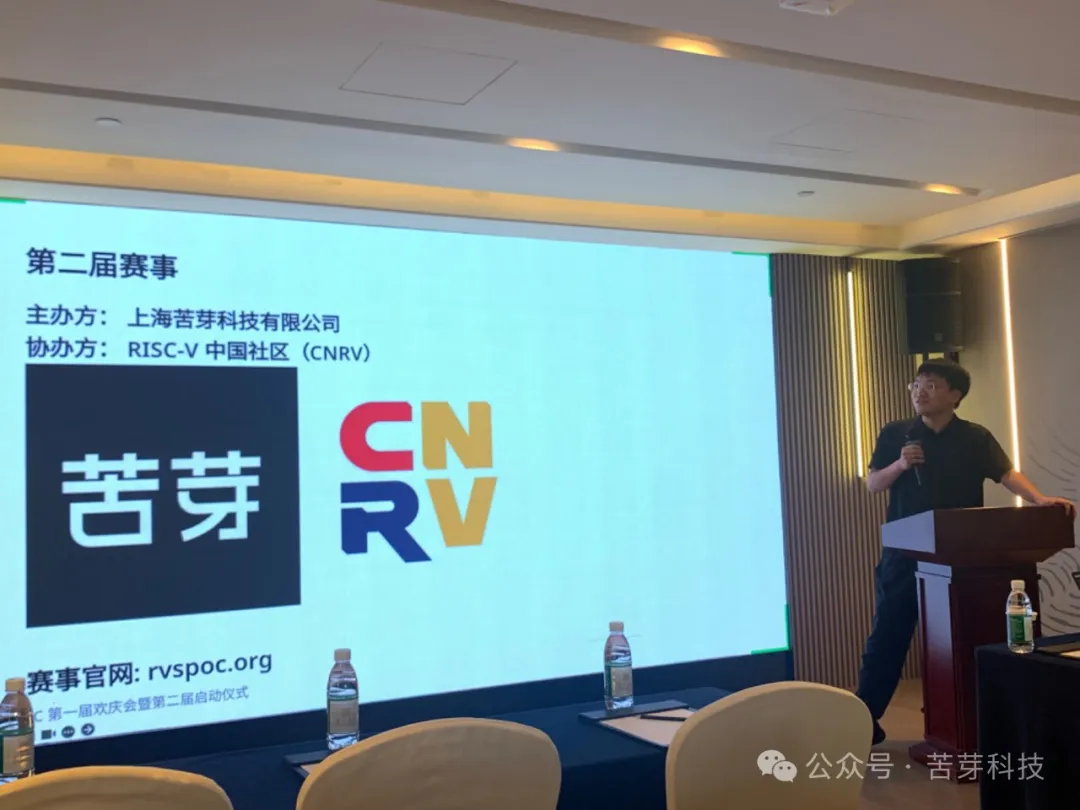 第二届赛事
主办方： 上海苦芽科技有限公司
协办方： RISC-V 中国社区（CNRV）
苦芽
CN
RV
赛事官网: rvspoc.org
C 第一届欢庆会暨第二届启动仪式
公众号 · 苦芽科技